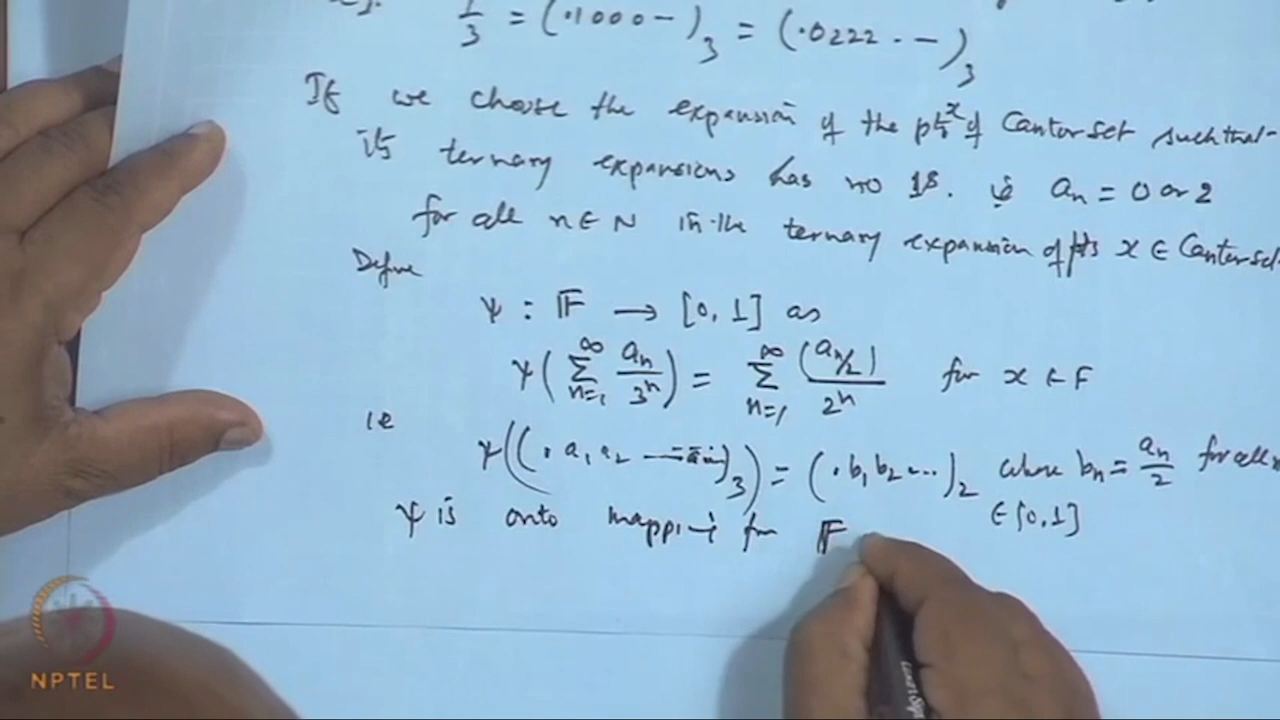 1/3 = (.1000-)_3 = (.0222..-)_3
If we choose the expansion of the pts x of Cantor set such that
its ternary expansions has no 1s. ie a_n = 0 or 2
for all n ∈ N in the ternary expansion of pts x ∈ Cantor set
Define
ψ : F → [0, 1] as
ψ(∑_{n=1}^∞ a_n/3^n) = ∑_{n=1}^∞ (a_n/2)/2^n for x ∈ F
ie
ψ((.a_1 a_2 ---)_3) = (.b_1 b_2 ...)_2 where b_n = a_n/2 for all n
∈ [0,1]
ψ is onto mapping from F
NPTEL